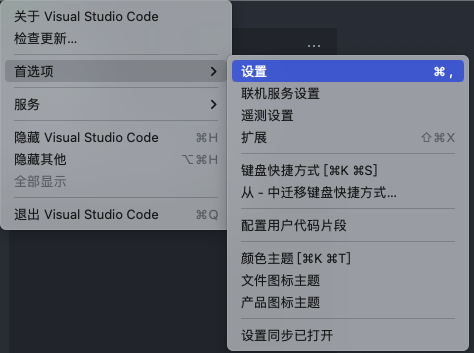 关于 Visual Studio Code
检查更新...
首选项
服务
隐藏 Visual Studio Code ⌘H
隐藏其他 ⌥⌘H
全部显示
退出 Visual Studio Code ⌘Q
...
设置 ⌘ ,
联机服务设置
遥测设置
扩展 ⇧⌘X
键盘快捷方式 [⌘K ⌘S]
从 - 中迁移键盘快捷方式...
配置用户代码片段
颜色主题 [⌘K ⌘T]
文件图标主题
产品图标主题
设置同步已打开